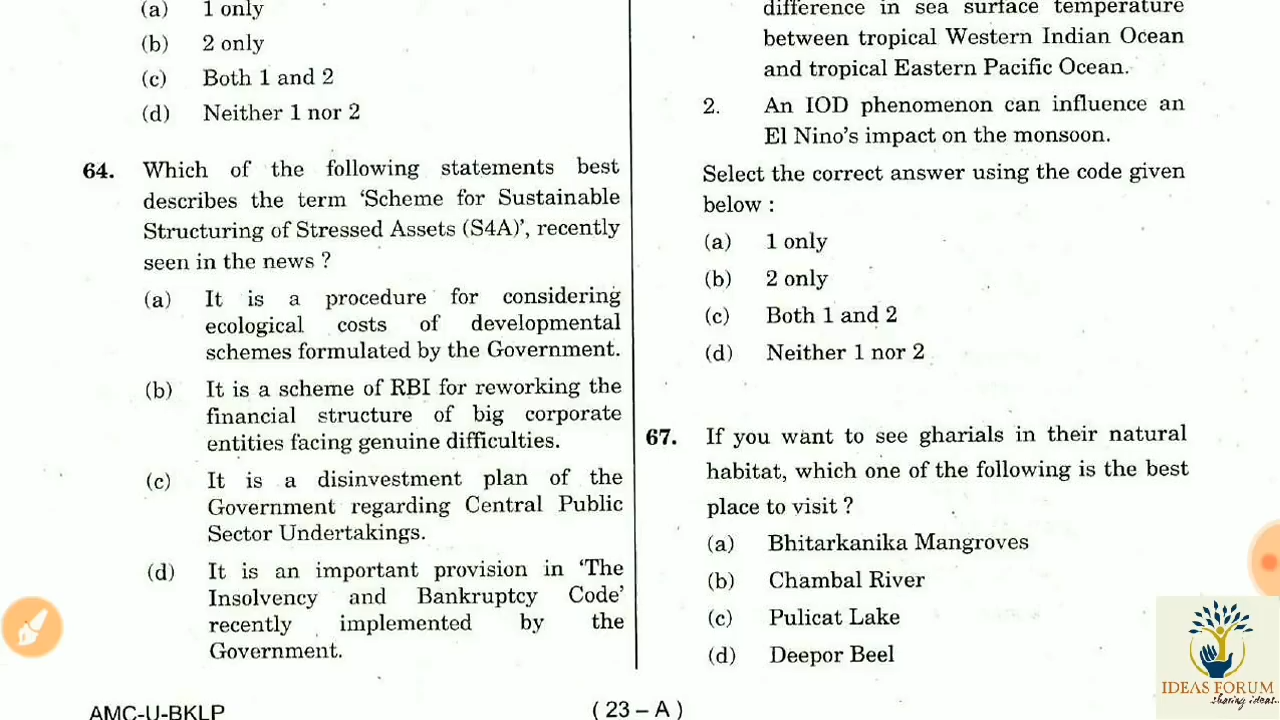 (a) 1 only
(b) 2 only
(c) Both 1 and 2
(d) Neither 1 nor 2
64. Which of the following statements best
describes the term ‘Scheme for Sustainable
Structuring of Stressed Assets (S4A)’, recently
seen in the news ?
(a) It is a procedure for considering
ecological costs of developmental
schemes formulated by the Government.
(b) It is a scheme of RBI for reworking the
financial structure of big corporate
entities facing genuine difficulties.
(c) It is a disinvestment plan of the
Government regarding Central Public
Sector Undertakings.
(d) It is an important provision in ‘The
Insolvency and Bankruptcy Code’
recently implemented by the
Government.
difference in sea surface temperature
between tropical Western Indian Ocean
and tropical Eastern Pacific Ocean.
2. An IOD phenomenon can influence an
El Nino’s impact on the monsoon.
Select the correct answer using the code given
below :
(a) 1 only
(b) 2 only
(c) Both 1 and 2
(d) Neither 1 nor 2
67. If you want to see gharials in their natural
habitat, which one of the following is the best
place to visit ?
(a) Bhitarkanika Mangroves
(b) Chambal River
(c) Pulicat Lake
(d) Deepor Beel
AMC-U-BKLP
( 23 – A )
IDEAS FORUM
sharing ideas..